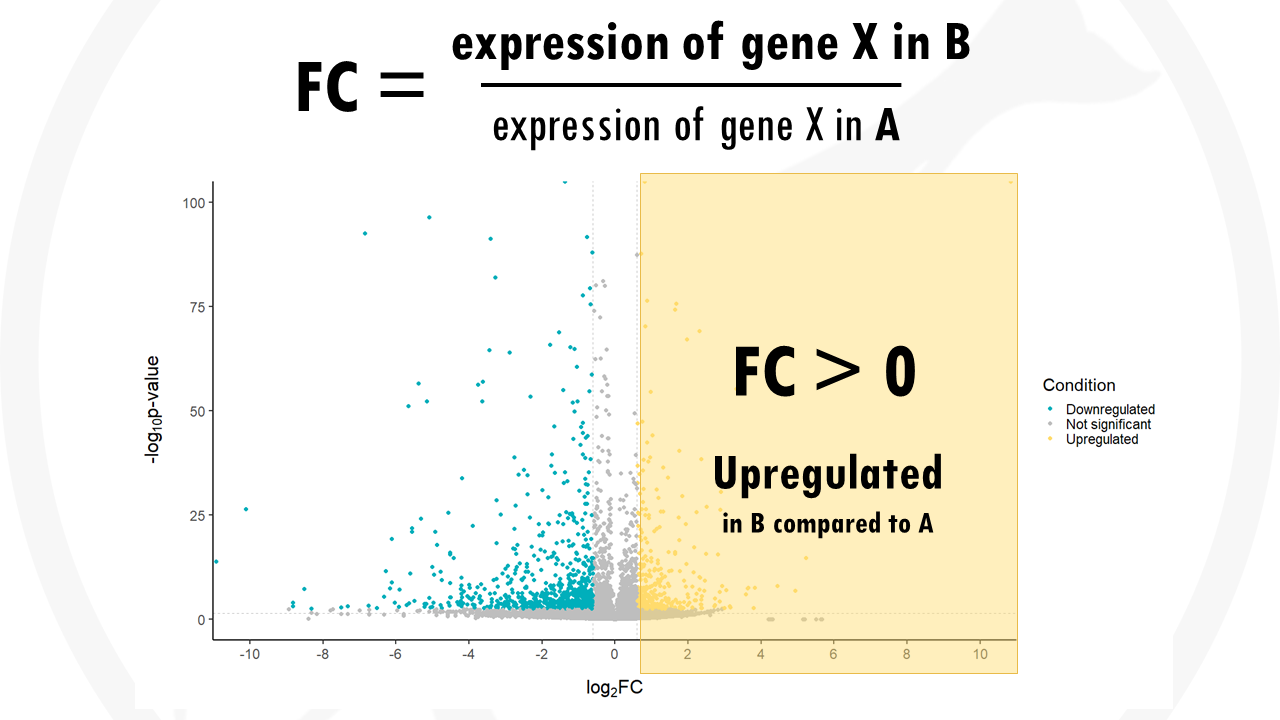 expression of gene X in B
FC =
expression of gene X in A
100
75
50
25
0
-log10p-value
FC > 0
Upregulated
in B compared to A
Condition
Downregulated
Not significant
Upregulated
-10 -8 -6 -4 -2 0 2 4 6 8 10
log2FC